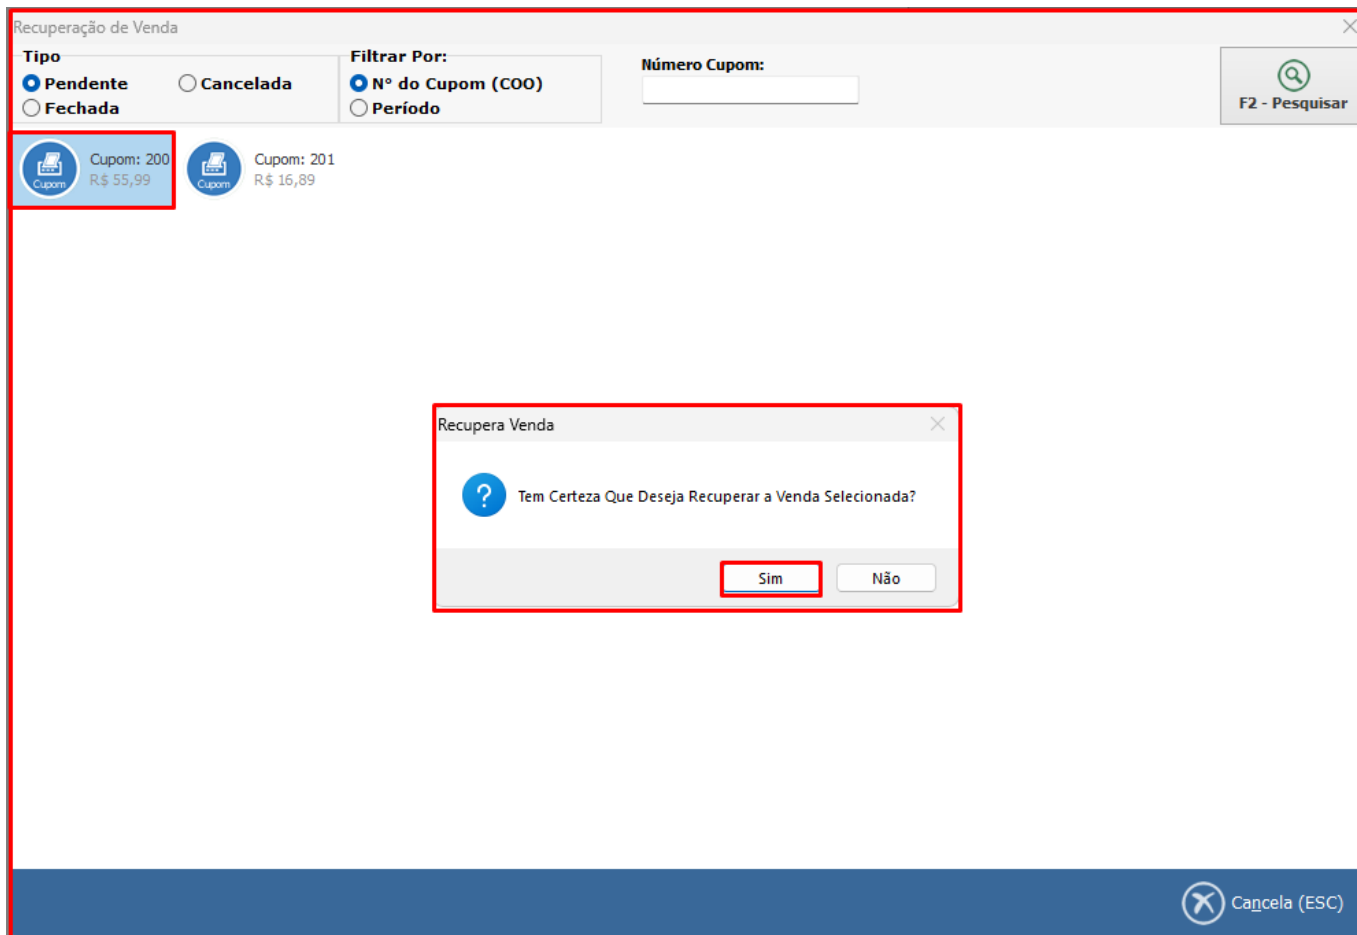 Recuperação de Venda
Tipo
Pendente
Cancelada
Fechada
Filtrar Por:
N° do Cupom (COO)
Período
Número Cupom:
F2 - Pesquisar
Cupom
Cupom: 200
R$ 55,99
Cupom
Cupom: 201
R$ 16,89
Recupera Venda
?
Tem Certeza Que Deseja Recuperar a Venda Selecionada?
Sim
Não
Cancela (ESC)